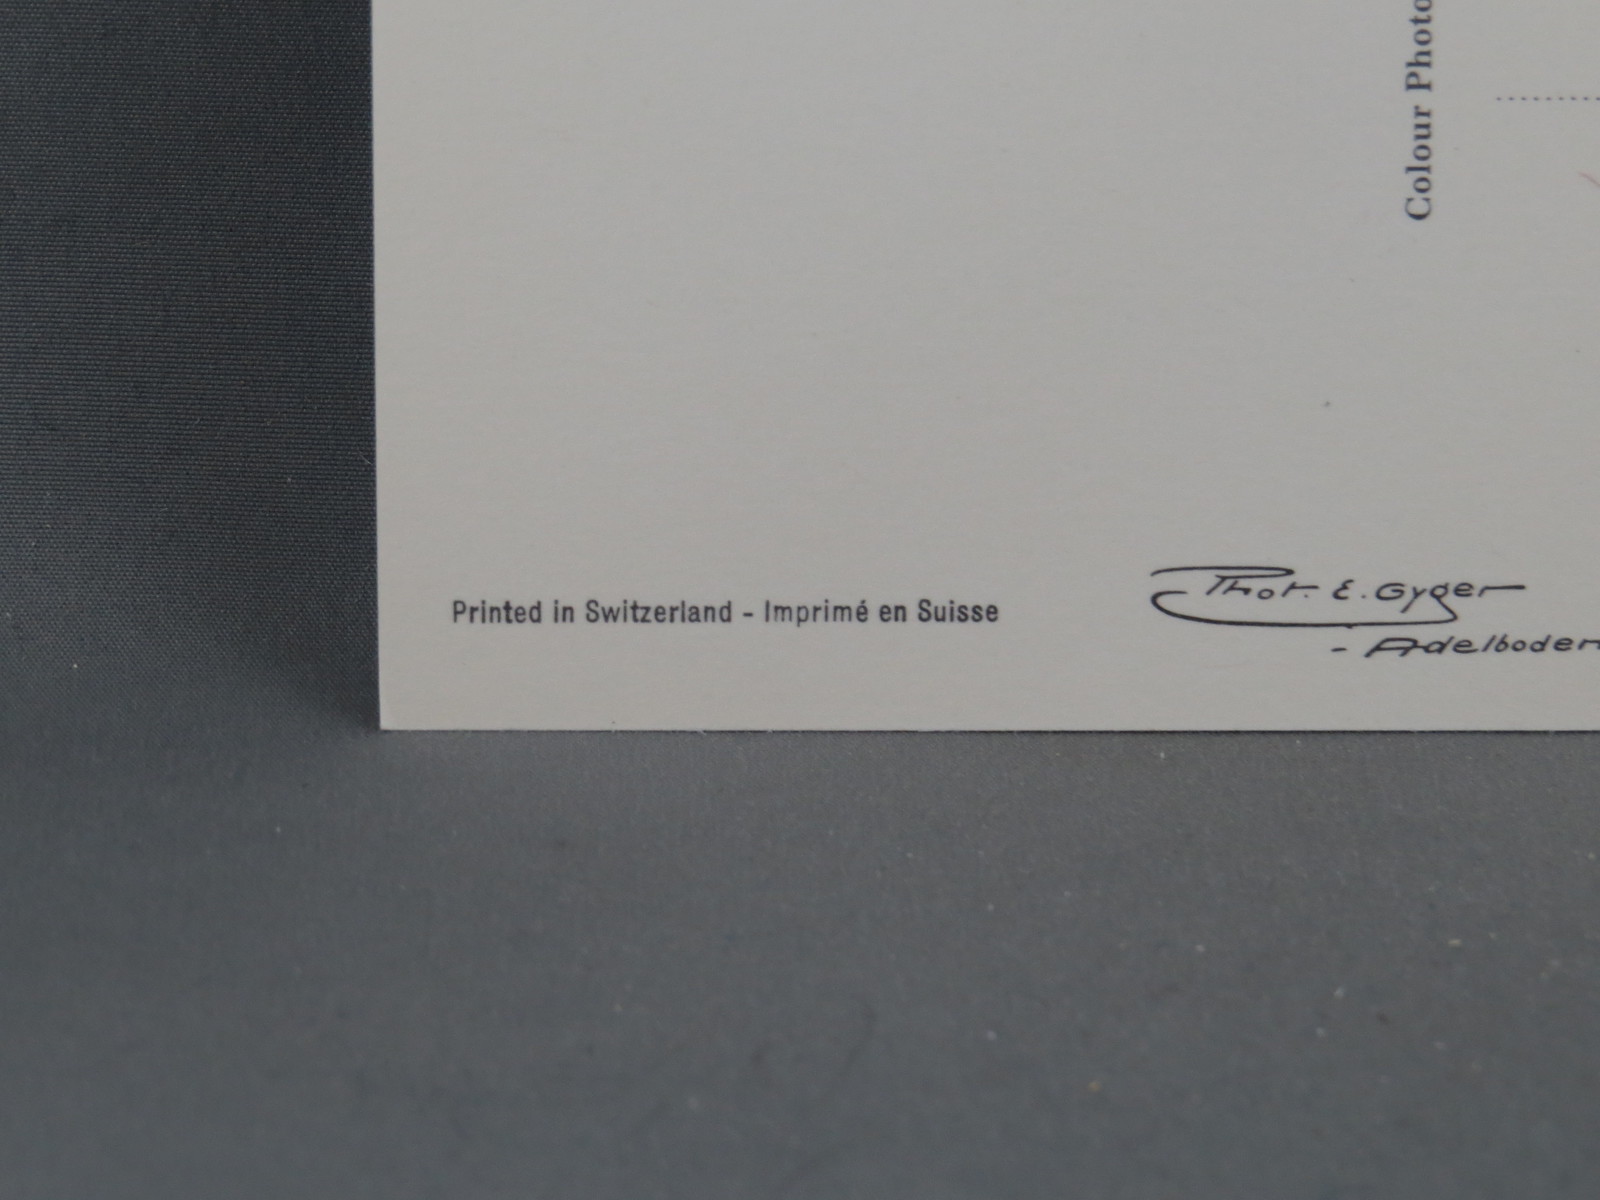 Colour Photo
Printed in Switzerland - Imprimé en Suisse
Phot. E. Gyger
- Adelboden